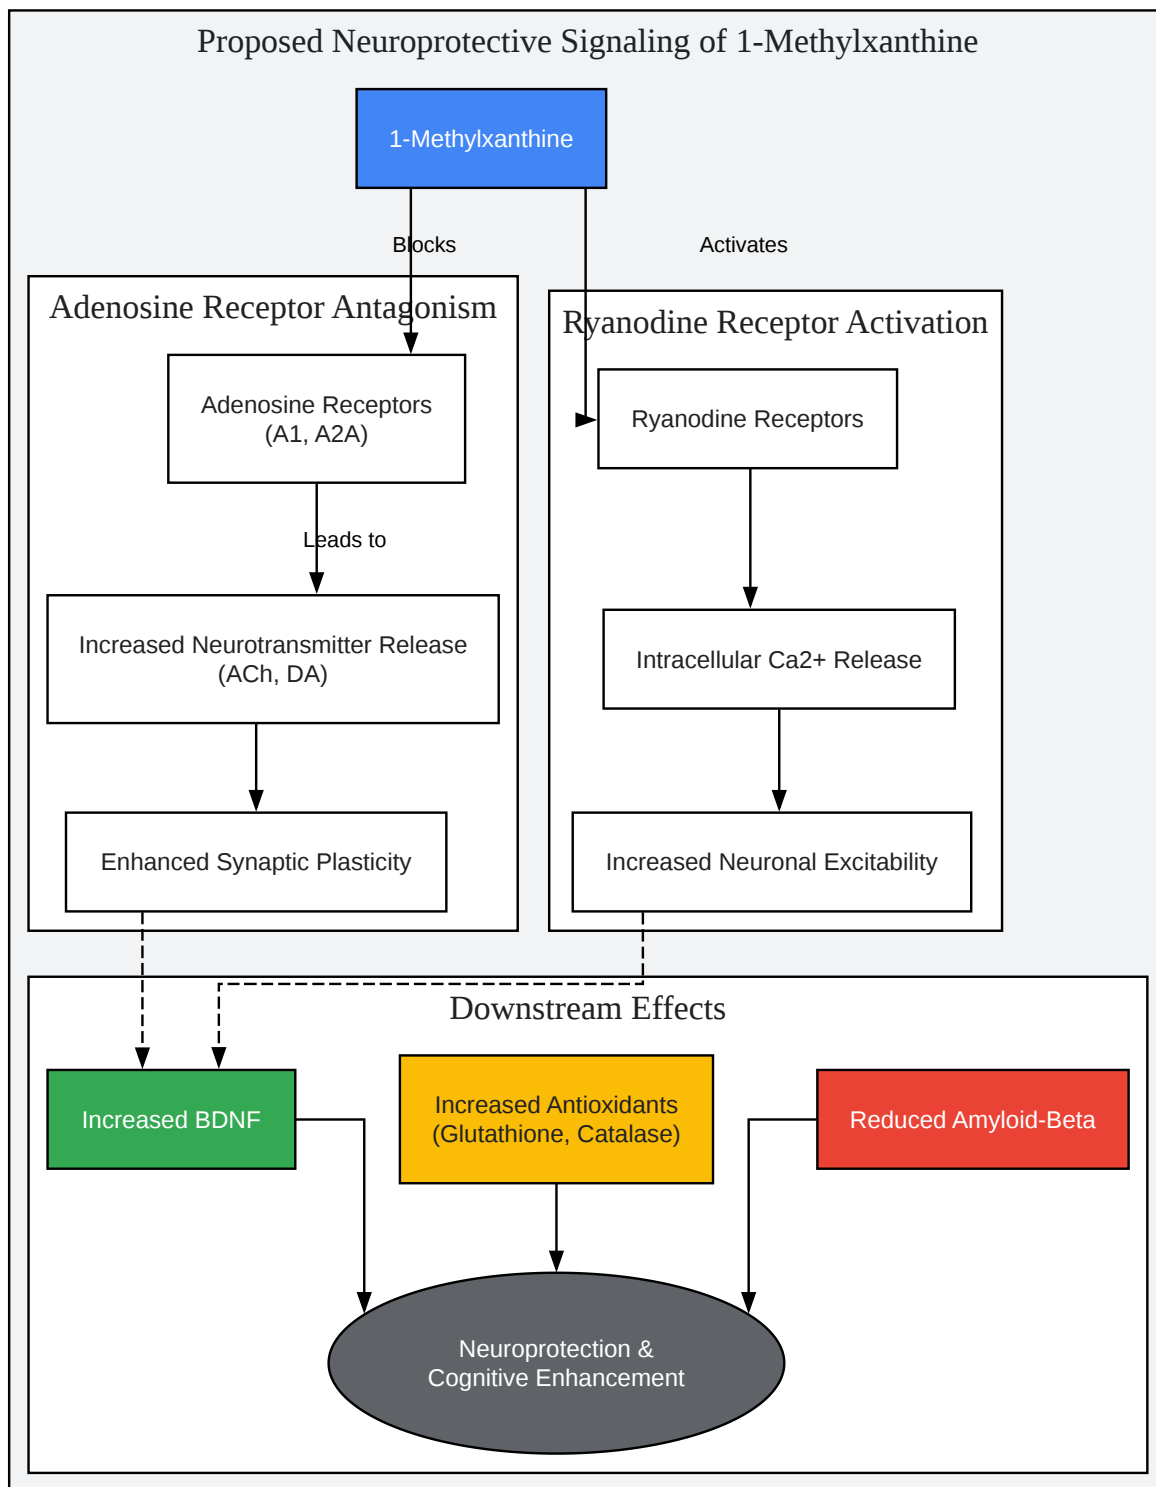 Proposed Neuroprotective Signaling of 1-Methylxanthine
1-Methylxanthine
Blocks
Activates
Adenosine Receptor Antagonism
Adenosine Receptors
(A1, A2A)
Leads to
Increased Neurotransmitter Release
(ACh, DA)
Enhanced Synaptic Plasticity
Ryanodine Receptor Activation
Ryanodine Receptors
Intracellular Ca2+ Release
Increased Neuronal Excitability
Downstream Effects
Increased BDNF
Increased Antioxidants
(Glutathione, Catalase)
Reduced Amyloid-Beta
Neuroprotection &
Cognitive Enhancement